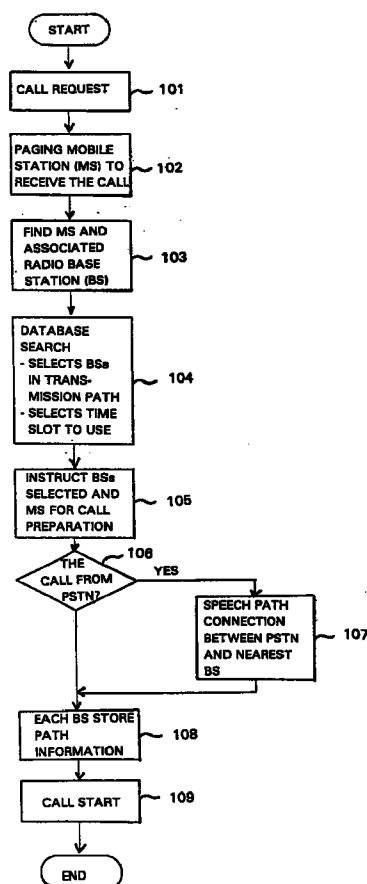 START
CALL REQUEST
101
PAGING MOBILE
STATION (MS) TO
RECEIVE THE CALL
102
FIND MS AND
ASSOCIATED
RADIO BASE
STATION (BS)
103
DATABASE
SEARCH
- SELECTS BSs
IN TRANS-
MISSION PATH
- SELECTS TIME
SLOT TO USE
104
INSTRUCT BSs
SELECTED AND
MS FOR CALL
PREPARATION
105
106
THE
CALL FROM
PSTN?
YES
SPEECH PATH
CONNECTION
BETWEEN PSTN
AND NEAREST
BS
107
EACH BS STORE
PATH
INFORMATION
108
CALL START
109
END